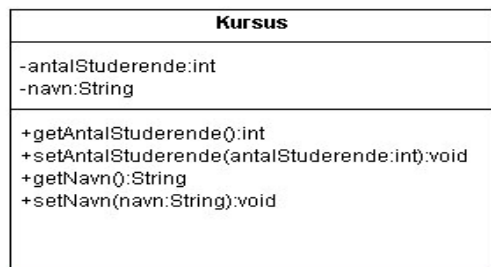 Kursus
-antalStuderende:int
-navn:String
+getAntalStuderende():int
+setAntalStuderende(antalStuderende:int):void
+getNavn():String
+setNavn(navn:String):void